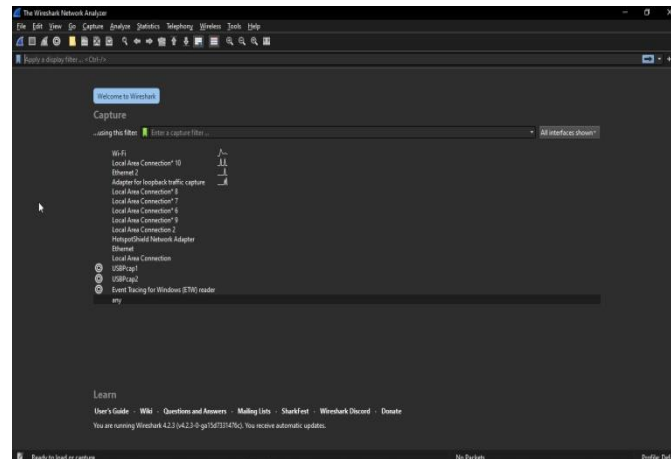 The Wireshark Network Analyzer
File Edit View Go Capture Analyze Statistics Telephony Wireless Tools Help
Apply a display filter ... <Ctrl-/>
Welcome to Wireshark
Capture
...using this filter: Enter a capture filter ... All interfaces shown
Wi-Fi
Local Area Connection* 10
Ethernet 2
Adapter for loopback traffic capture
Local Area Connection* 8
Local Area Connection* 7
Local Area Connection* 6
Local Area Connection* 9
Local Area Connection 2
HotspotShield Network Adapter
Ethernet
Local Area Connection
USBPcap1
USBPcap2
Event Tracing for Windows (ETW) reader
any
Learn
User's Guide · Wiki · Questions and Answers · Mailing Lists · SharkFest · Wireshark Discord · Donate
You are running Wireshark 4.2.3 (v4.2.3-0-ga15d7331476c). You receive automatic updates.
Ready to load or capture No Packets Profile: Def